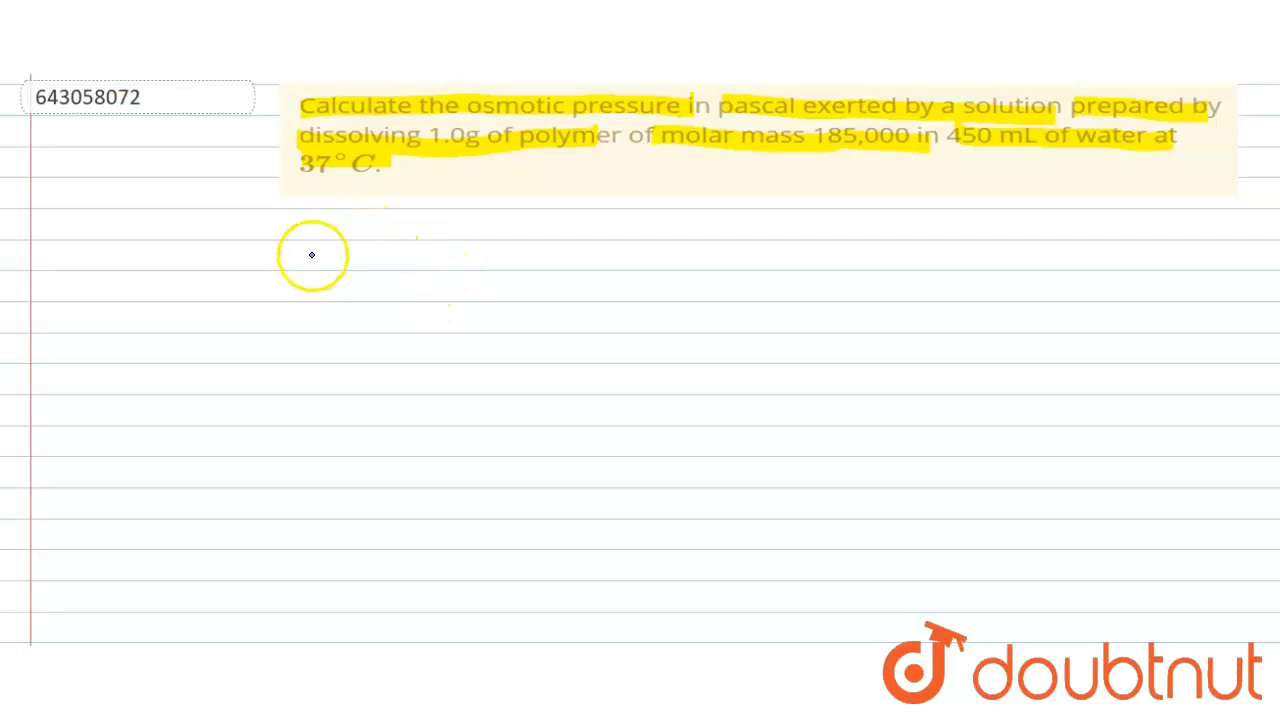 643058072
Calculate the osmotic pressure in pascal exerted by a solution prepared by
dissolving 1.0g of polymer of molar mass 185,000 in 450 mL of water at
37°C.
doubtnut